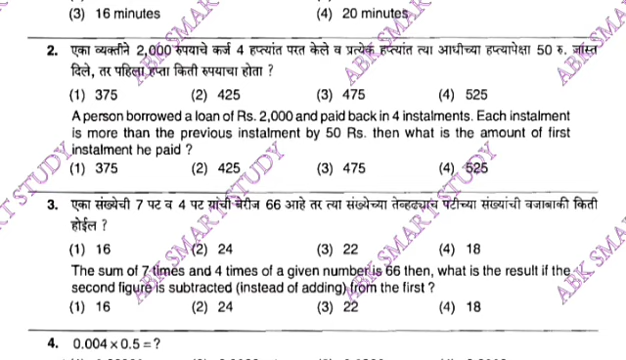 (3) 16 minutes (4) 20 minutes
2. एका व्यक्तीने 2,000 रुपयाचे कर्ज 4 हप्त्यांत परत केले व प्रत्येक हप्त्यांत त्या आधीच्या हप्त्यापेक्षा 50 रु. जास्त
दिले, तर पहिला हप्ता किती रुपयाचा होता ?
(1) 375 (2) 425 (3) 475 (4) 525
A person borrowed a loan of Rs. 2,000 and paid back in 4 instalments. Each instalment
is more than the previous instalment by 50 Rs. then what is the amount of first
instalment he paid ?
(1) 375 (2) 425 (3) 475 (4) 525
3. एका संख्येची 7 पट व 4 पट यांची बेरीज 66 आहे तर त्या संख्येच्या तेव्हढ्याच पटीच्या संख्यांची वजाबाकी किती
होईल ?
(1) 16 (2) 24 (3) 22 (4) 18
The sum of 7 times and 4 times of a given number is 66 then, what is the result if the
second figure is subtracted (instead of adding) from the first ?
(1) 16 (2) 24 (3) 22 (4) 18
4. 0.004 × 0.5 = ?
ABK SMART STUDY